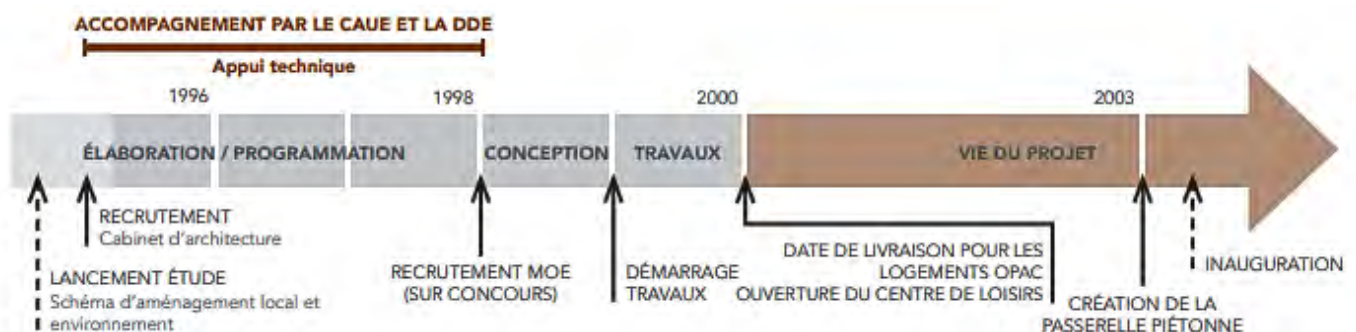 ACCOMPAGNEMENT PAR LE CAUE ET LA DDE
Appui technique
1996
1998
2000
2003
ÉLABORATION / PROGRAMMATION
CONCEPTION
TRAVAUX
VIE DU PROJET
RECRUTEMENT
Cabinet d'architecture
LANCEMENT ÉTUDE
Schéma d'aménagement local et
environnement
RECRUTEMENT MOE
(SUR CONCOURS)
DÉMARRAGE
TRAVAUX
DATE DE LIVRAISON POUR LES
LOGEMENTS OPAC
OUVERTURE DU CENTRE DE LOISIRS
CRÉATION DE LA
PASSERELLE PIÉTONNE
INAUGURATION